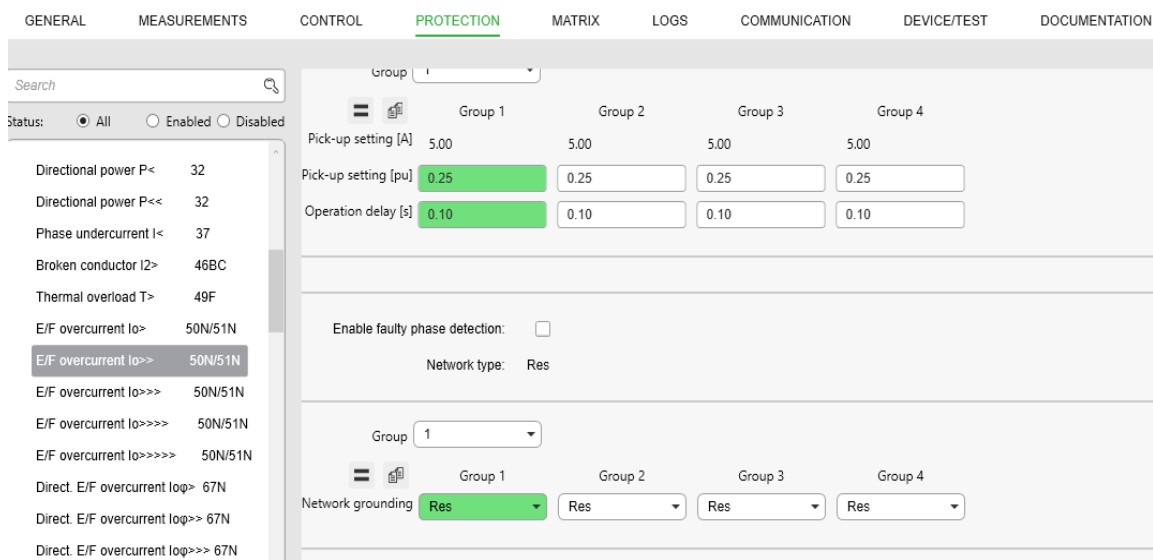 GENERAL MEASUREMENTS CONTROL PROTECTION MATRIX LOGS COMMUNICATION DEVICE/TEST DOCUMENTATION
Search
Status: All Enabled Disabled
Directional power P< 32
Directional power P<< 32
Phase undercurrent I< 37
Broken conductor I2> 46BC
Thermal overload T> 49F
E/F overcurrent Io> 50N/51N
E/F overcurrent Io>> 50N/51N
E/F overcurrent Io>>> 50N/51N
E/F overcurrent Io>>>> 50N/51N
E/F overcurrent Io>>>>> 50N/51N
Direct. E/F overcurrent Ioφ> 67N
Direct. E/F overcurrent Ioφ>> 67N
Direct. E/F overcurrent Ioφ>>> 67N
Group 1
Group 1 Group 2 Group 3 Group 4
Pick-up setting [A] 5.00 5.00 5.00 5.00
Pick-up setting [pu] 0.25 0.25 0.25 0.25
Operation delay [s] 0.10 0.10 0.10 0.10
Enable faulty phase detection:
Network type: Res
Group 1
Group 1 Group 2 Group 3 Group 4
Network grounding Res Res Res Res